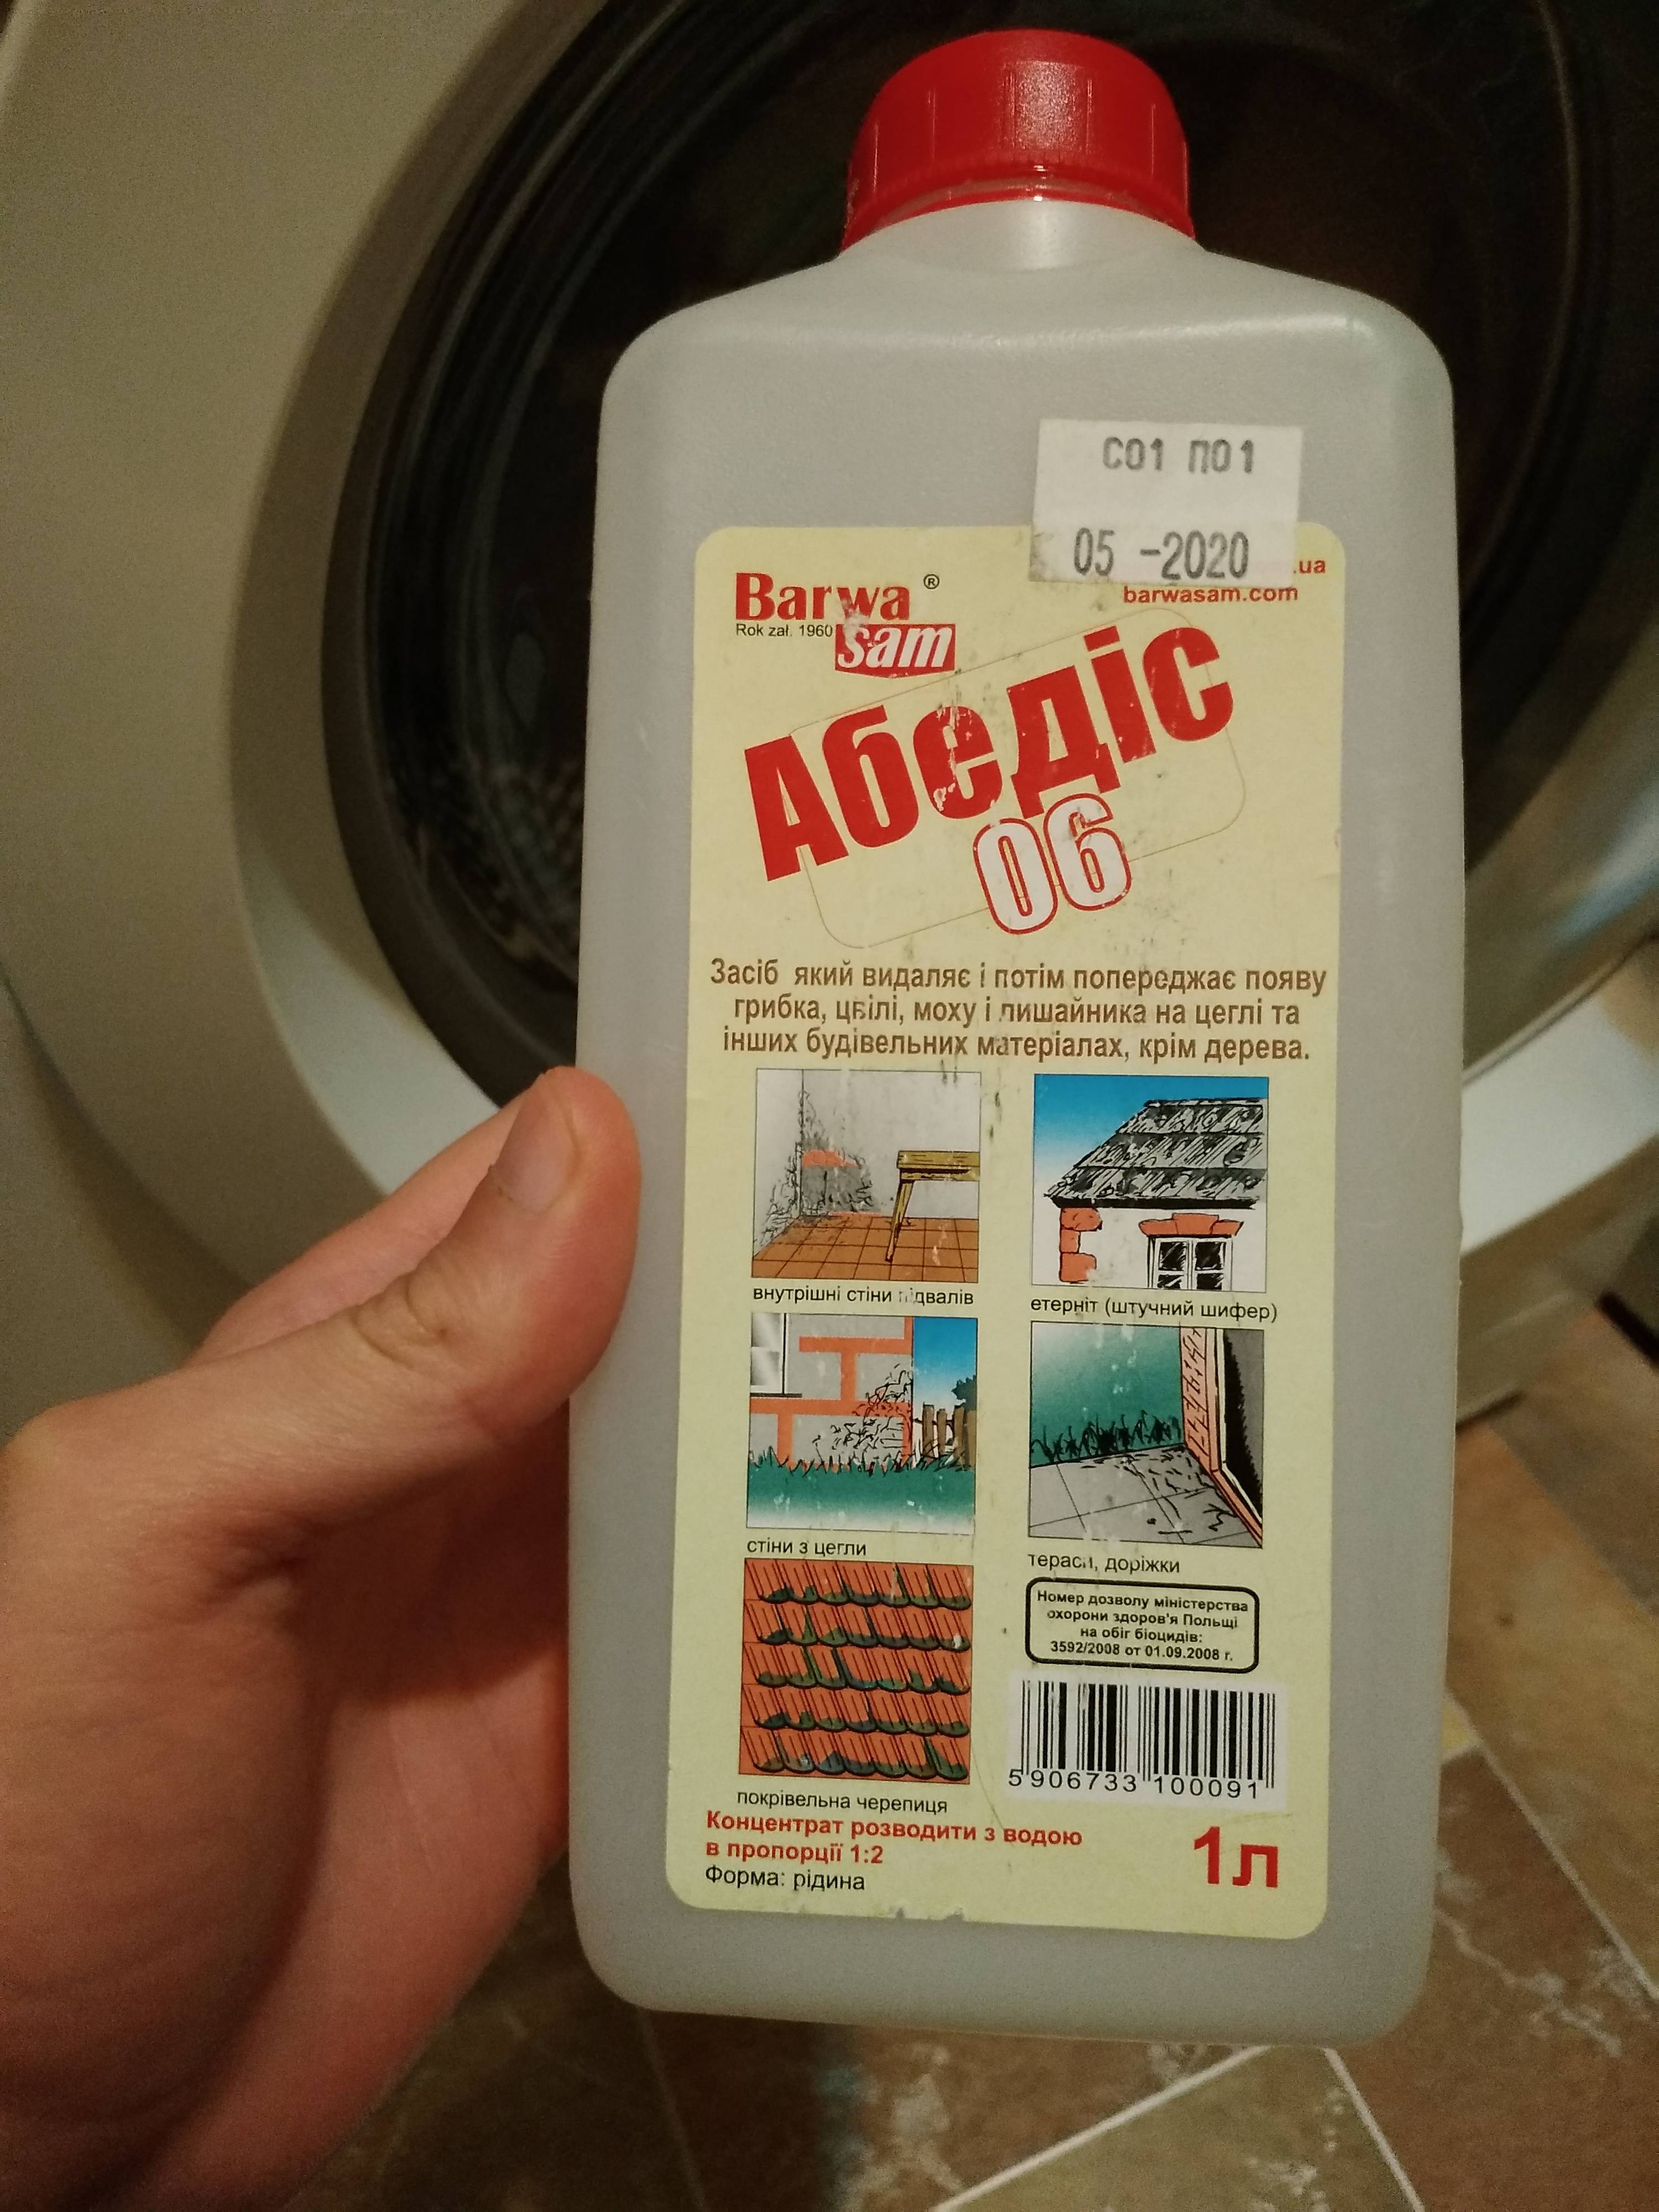 С01 П01
05 -2020
.ua
barwasam.com
Barwa ®
Rok zał. 1960
sam
Абедіс
06
Засіб який видаляє і потім попереджає появу
грибка, цвілі, моху і лишайника на цеглі та
інших будівельних матеріалах, крім дерева.
внутрішні стіни підвалів
етерніт (штучний шифер)
стіни з цегли
тераси, доріжки
Номер дозволу міністерства
охорони здоров'я Польщі
на обіг біоцидів:
3592/2008 от 01.09.2008 г.
5 906733 100091
покрівельна черепиця
Концентрат розводити з водою
в пропорції 1:2
Форма: рідина
1л